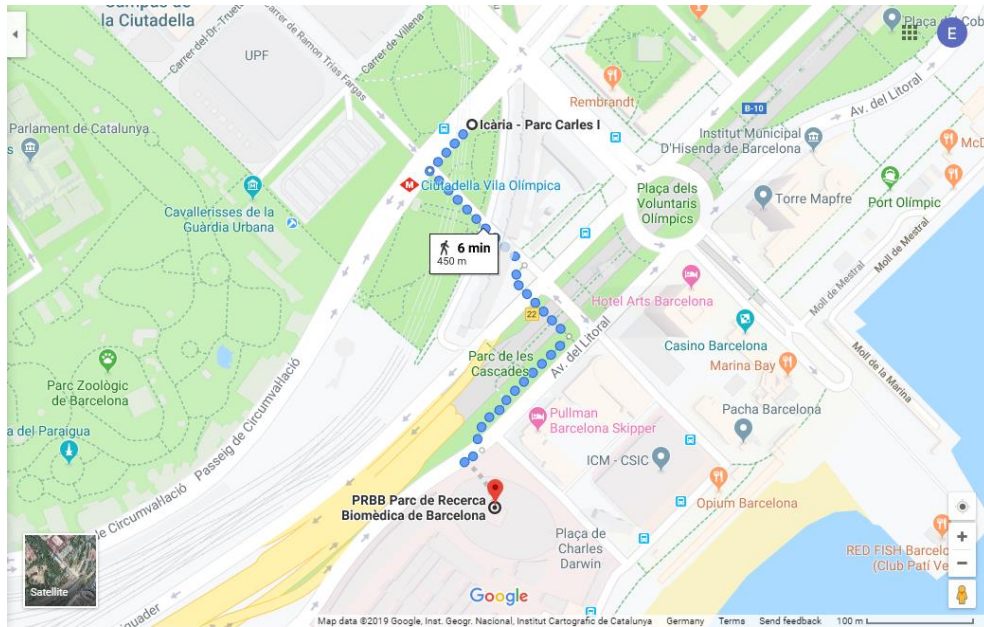 Campus de
la Ciutadella
UPF
Carrer-del-Dr.-Trueta
Carrer de Ramon Trias Fargas
Carrer de Villena
Plaça del Cob
E
Rembrandt
B-10
Av. del Litoral
Icària - Parc Carles I
Parlament de Catalunya
s
Institut Municipal
D'Hisenda de Barcelona
McD
M
Ciutadella Vila Olímpica
Cavallerisses de la
Guàrdia Urbana
Plaça dels
Voluntaris
Olímpics
Torre Mapfre
Port Olímpic
6 min
450 m
Moll de Mestral
Moll de Mestral
Hotel Arts Barcelona
22
Casino Barcelona
Parc de les
Cascades
Av. del Litoral
Marina Bay
Moll de la Marina
Parc Zoològic
de Barcelona
Passeig de Circumval·lació
Pullman
Barcelona Skipper
Pacha Barcelona
a del Paraigua
ICM - CSIC
PRBB Parc de Recerca
Biomèdica de Barcelona
Opium Barcelona
de Circumval·lació
Plaça de
Charles
Darwin
RED FISH Barcelo
(Club Patí Ve
Satellite
Google
Map data ©2019 Google, Inst. Geogr. Nacional, Institut Cartogràfic de Catalunya Germany Terms Send feedback 100 m